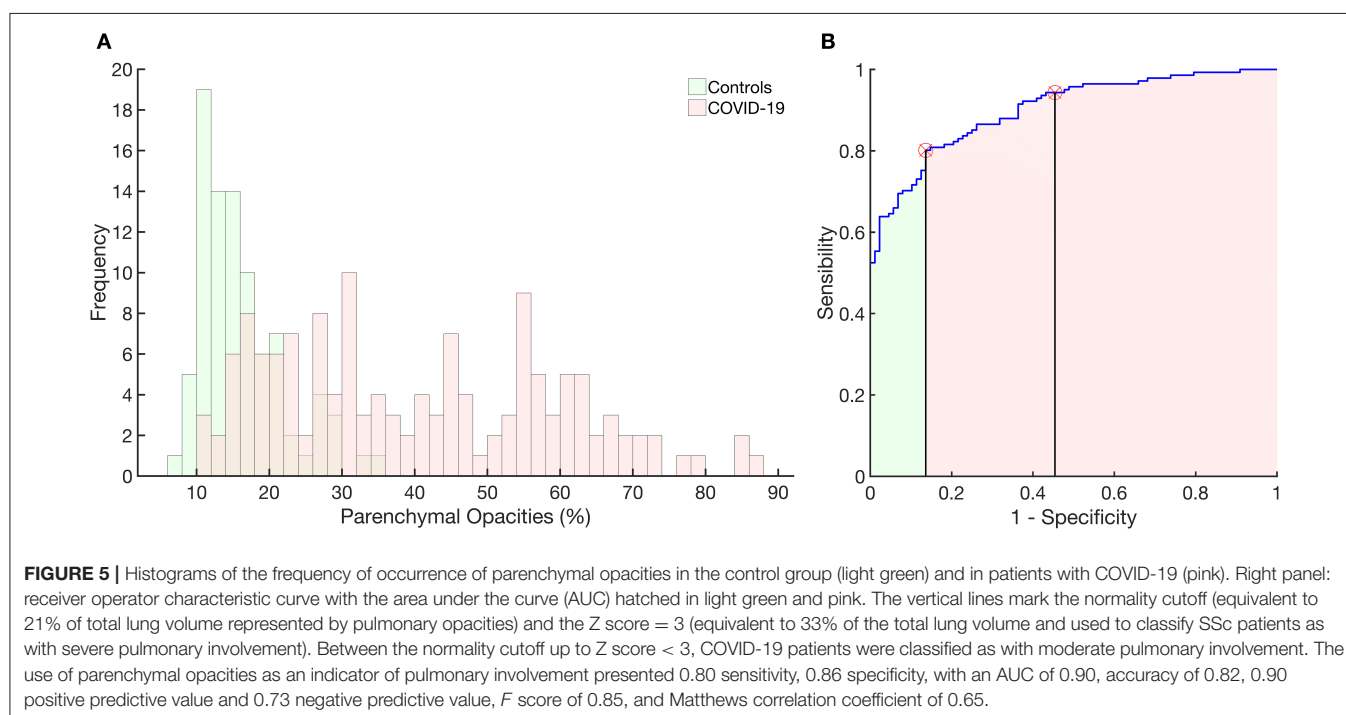 A
20
18
16
14
12
10
8
6
4
2
0
Frequency
10 20 30 40 50 60 70 80 90
Parenchymal Opacities (%)
Controls
COVID-19
B
1
0.8
0.6
0.4
0.2
0
Sensibility
0 0.2 0.4 0.6 0.8 1
1 - Specificity
FIGURE 5 | Histograms of the frequency of occurrence of parenchymal opacities in the control group (light green) and in patients with COVID-19 (pink). Right panel:
receiver operator characteristic curve with the area under the curve (AUC) hatched in light green and pink. The vertical lines mark the normality cutoff (equivalent to
21% of total lung volume represented by pulmonary opacities) and the Z score = 3 (equivalent to 33% of the total lung volume and used to classify SSc patients as
with severe pulmonary involvement). Between the normality cutoff up to Z score < 3, COVID-19 patients were classified as with moderate pulmonary involvement. The
use of parenchymal opacities as an indicator of pulmonary involvement presented 0.80 sensitivity, 0.86 specificity, with an AUC of 0.90, accuracy of 0.82, 0.90
positive predictive value and 0.73 negative predictive value, F score of 0.85, and Matthews correlation coefficient of 0.65.